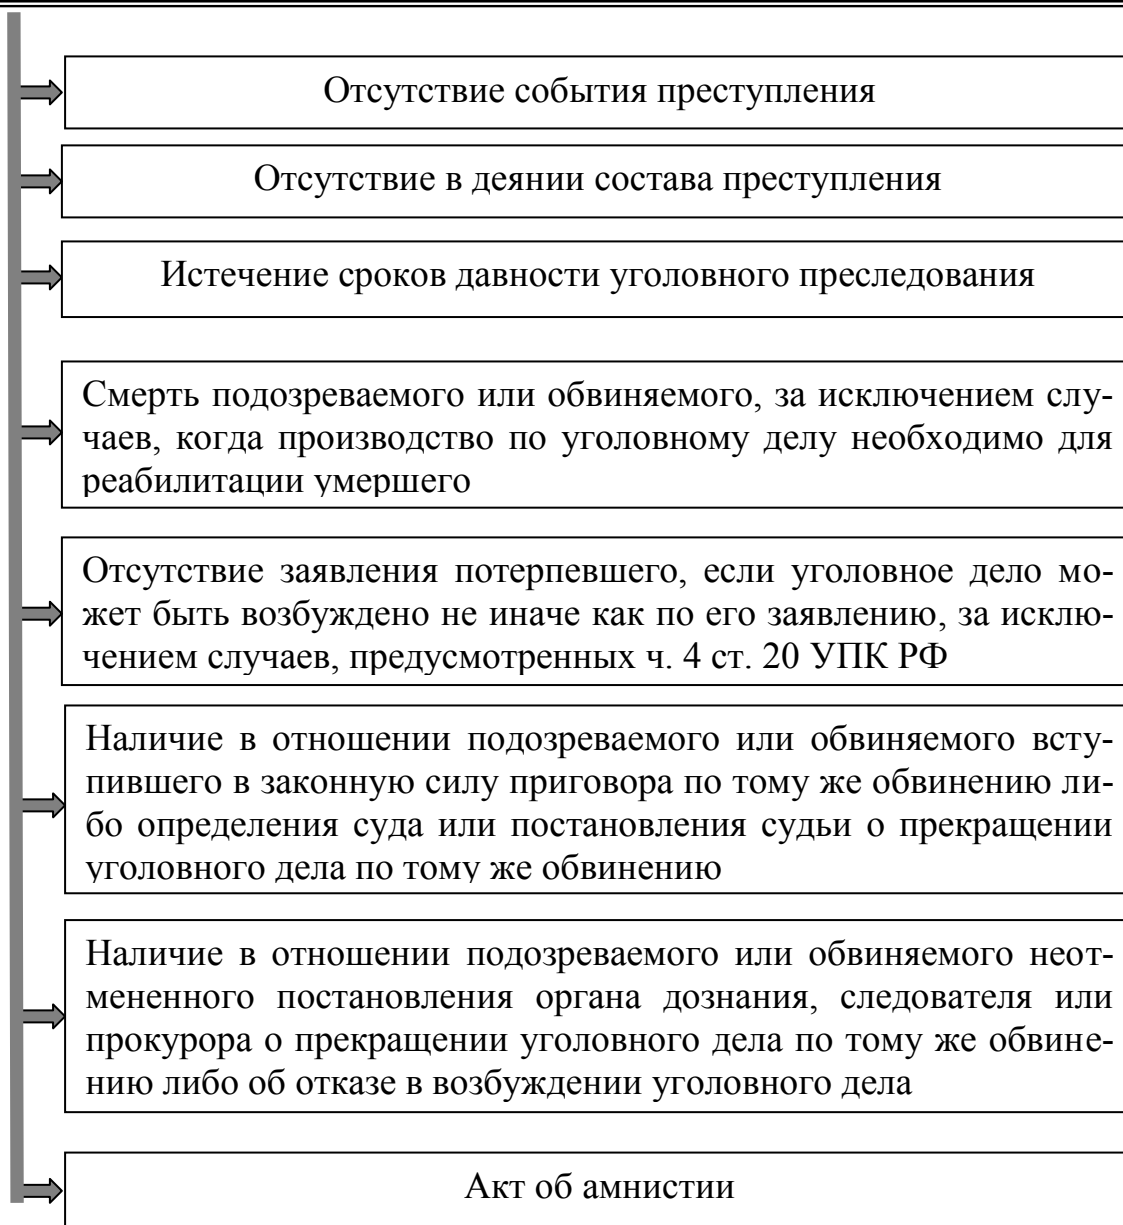 Отсутствие события преступления
Отсутствие в деянии состава преступления
Истечение сроков давности уголовного преследования
Смерть подозреваемого или обвиняемого, за исключением слу-
чаев, когда производство по уголовному делу необходимо для
реабилитации умершего
Отсутствие заявления потерпевшего, если уголовное дело мо-
жет быть возбуждено не иначе как по его заявлению, за исклю-
чением случаев, предусмотренных ч. 4 ст. 20 УПК РФ
Наличие в отношении подозреваемого или обвиняемого всту-
пившего в законную силу приговора по тому же обвинению ли-
бо определения суда или постановления судьи о прекращении
уголовного дела по тому же обвинению
Наличие в отношении подозреваемого или обвиняемого неот-
мененного постановления органа дознания, следователя или
прокурора о прекращении уголовного дела по тому же обвине-
нию либо об отказе в возбуждении уголовного дела
Акт об амнистии